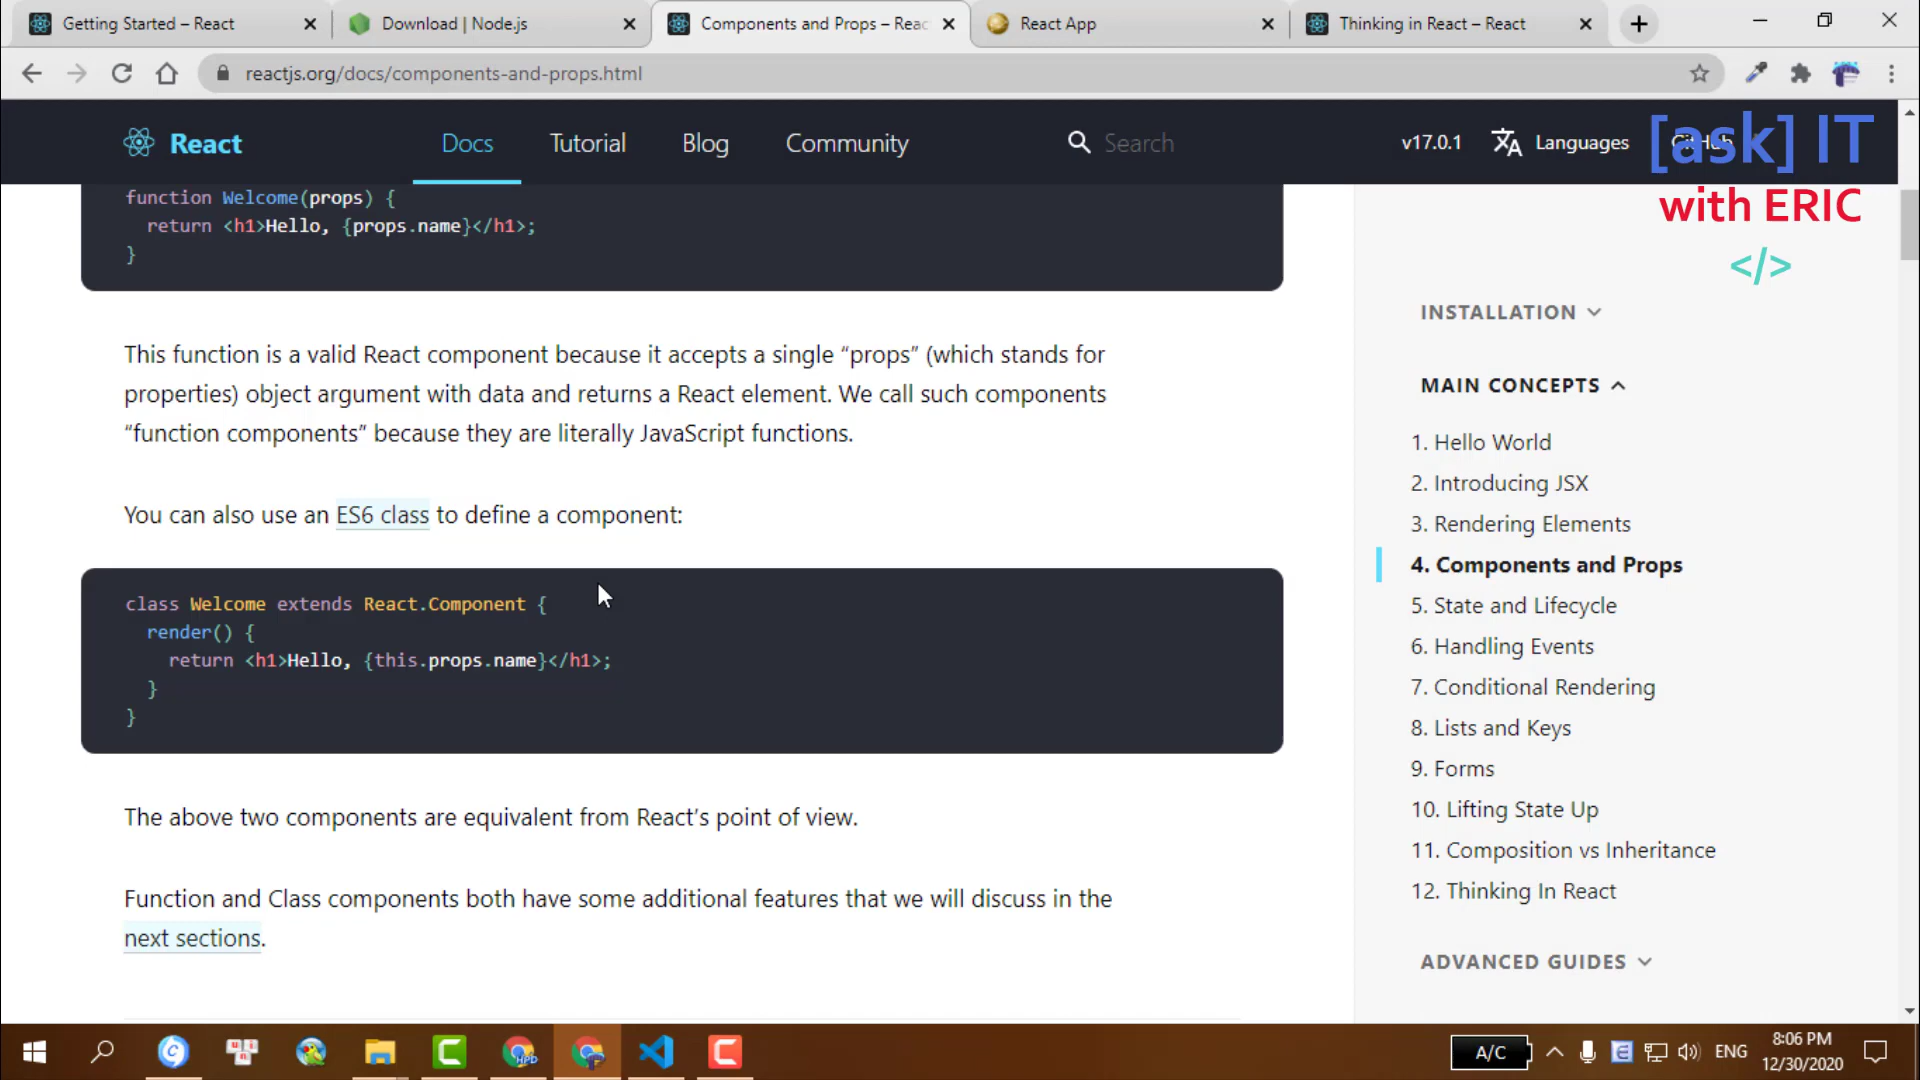 Getting Started – React
Download | Node.js
Components and Props – Reac
React App
Thinking in React – React
reactjs.org/docs/components-and-props.html
React
Docs
Tutorial
Blog
Community
Search
v17.0.1
Languages
GitHub
[ask] IT
with ERIC
</>
function Welcome(props) {
return <h1>Hello, {props.name}</h1>;
}
This function is a valid React component because it accepts a single “props” (which stands for
properties) object argument with data and returns a React element. We call such components
“function components” because they are literally JavaScript functions.
You can also use an ES6 class to define a component:
class Welcome extends React.Component {
render() {
return <h1>Hello, {this.props.name}</h1>;
}
}
The above two components are equivalent from React’s point of view.
Function and Class components both have some additional features that we will discuss in the
next sections.
INSTALLATION
MAIN CONCEPTS
1. Hello World
2. Introducing JSX
3. Rendering Elements
4. Components and Props
5. State and Lifecycle
6. Handling Events
7. Conditional Rendering
8. Lists and Keys
9. Forms
10. Lifting State Up
11. Composition vs Inheritance
12. Thinking In React
ADVANCED GUIDES
A/C
ENG
8:06 PM
12/30/2020